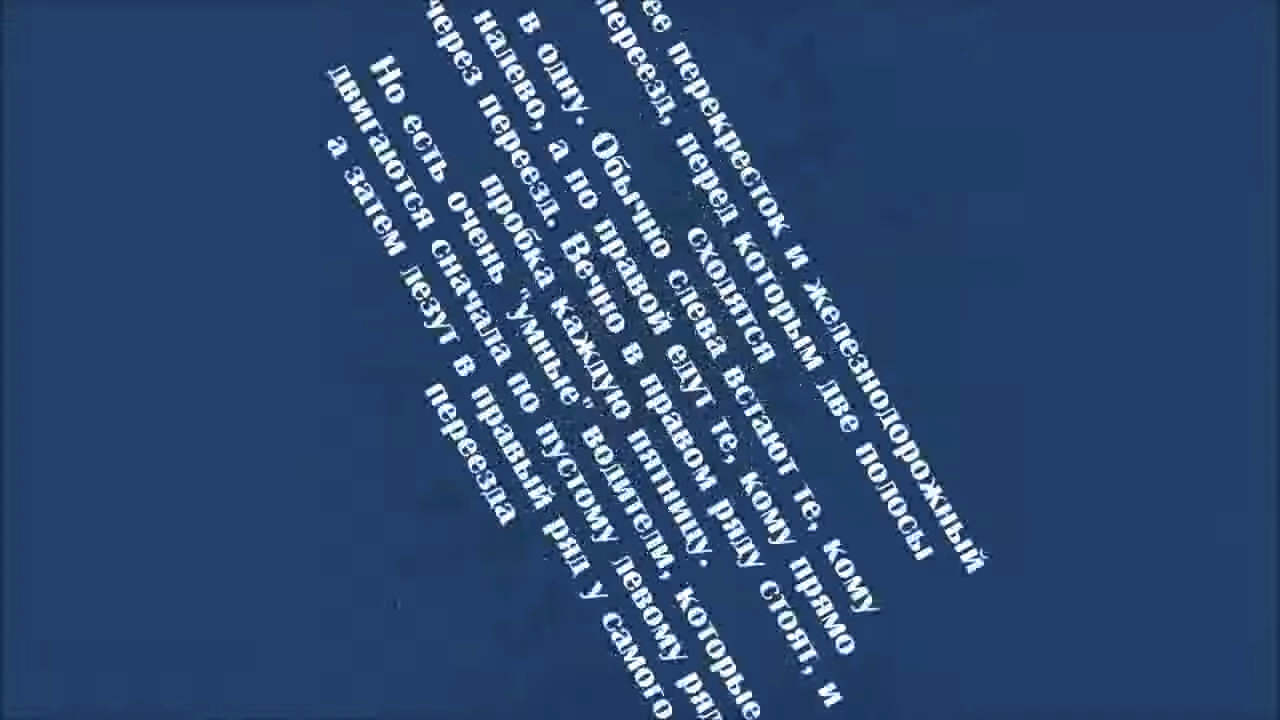 ее перекресток и железнодорожный
переезд, перед которым две полосы
сходятся
в одну. Обычно слева встают те, кому
налево, а по правой едут те, кому прямо
через переезд. Вечно в правом ряду стоят, и
пробка каждую пятницу.
Но есть очень "умные" водители, которые
двигаются сначала по пустому левому ряд
а затем лезут в правый ряд у самого
переезда